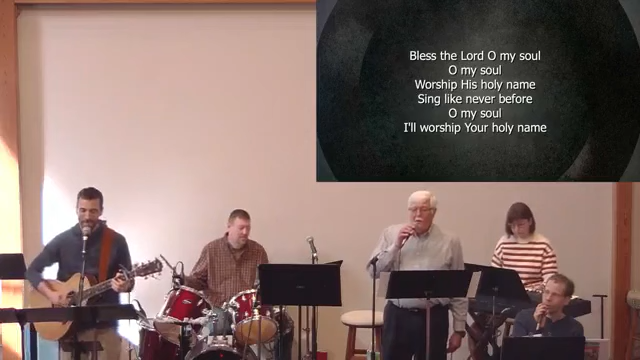 Bless the Lord O my soul
O my soul
Worship His holy name
Sing like never before
O my soul
I'll worship Your holy name